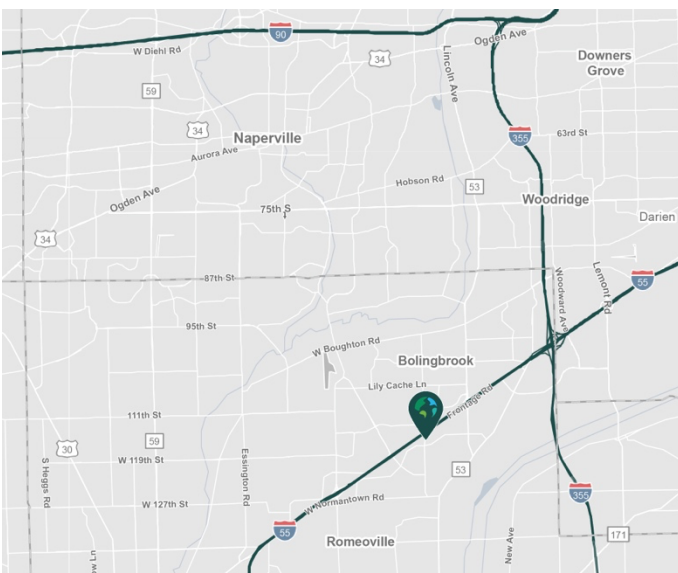 90
Ogden Ave
W Diehl Rd
34
Lincoln Ave
Downers
Grove
59
34
Naperville
355
63rd St
Aurora Ave
Hobson Rd
53
Ogden Ave
75th S
Woodridge
Darien
34
87th St
Woodward Ave
Lemont Rd
55
95th St
W Boughton Rd
Bolingbrook
Lily Cache Ln
Frontage Rd
111th St
30
59
W 119th St
S Heggs Rd
Essington Rd
53
W 127th St
W Normantown Rd
355
55
Romeoville
New Ave
171
ow Ln